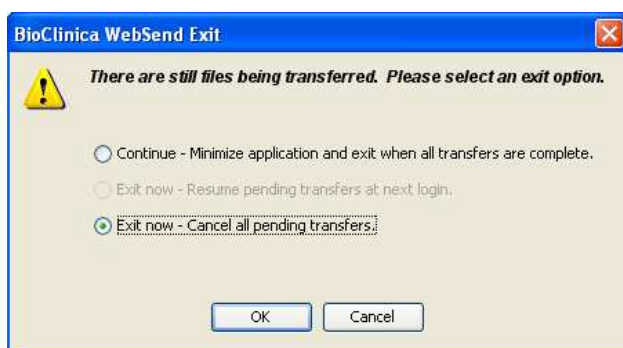 BioClinica WebSend Exit
There are still files being transferred. Please select an exit option.
Continue - Minimize application and exit when all transfers are complete.
Exit now - Resume pending transfers at next login.
Exit now - Cancel all pending transfers.
OK Cancel